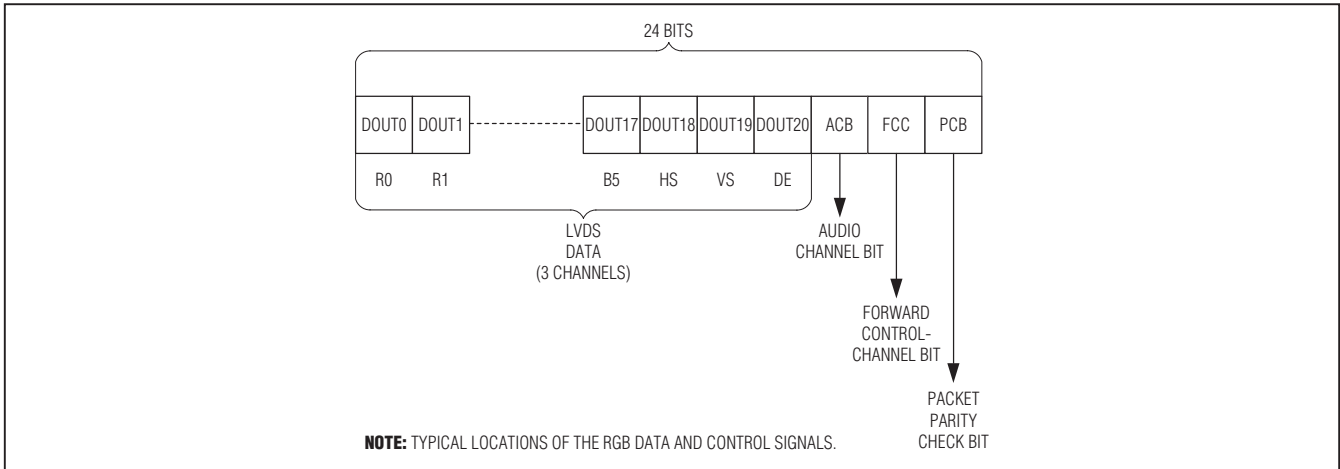 24 BITS
DOUT0 DOUT1 DOUT17 DOUT18 DOUT19 DOUT20 ACB FCC PCB
R0 R1 B5 HS VS DE
LVDS
DATA
(3 CHANNELS)
AUDIO
CHANNEL BIT
FORWARD
CONTROL-
CHANNEL BIT
PACKET
PARITY
CHECK BIT
NOTE: TYPICAL LOCATIONS OF THE RGB DATA AND CONTROL SIGNALS.